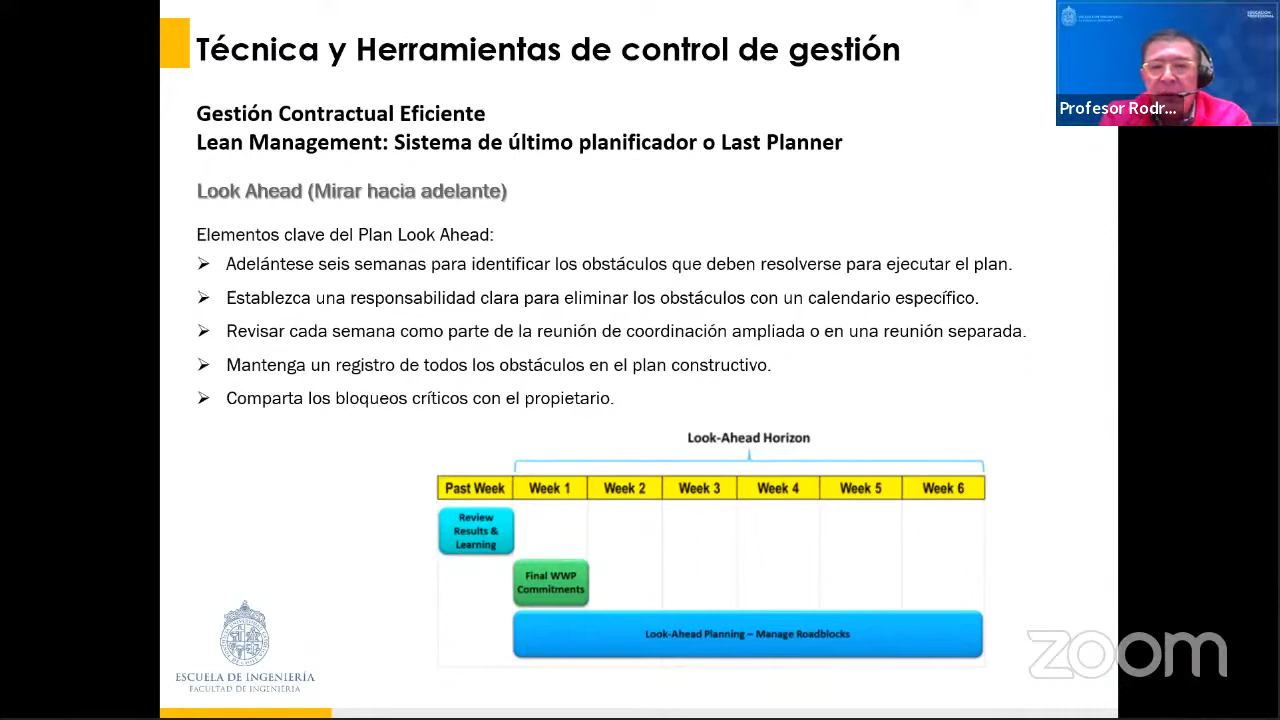 Técnica y Herramientas de control de gestión
Profesor Rodr...
Gestión Contractual Eficiente
Lean Management: Sistema de último planificador o Last Planner
Look Ahead (Mirar hacia adelante)
Elementos clave del Plan Look Ahead:
Adelántese seis semanas para identificar los obstáculos que deben resolverse para ejecutar el plan.
Establezca una responsabilidad clara para eliminar los obstáculos con un calendario específico.
Revisar cada semana como parte de la reunión de coordinación ampliada o en una reunión separada.
Mantenga un registro de todos los obstáculos en el plan constructivo.
Comparta los bloqueos críticos con el propietario.
Look-Ahead Horizon
Past Week Week 1 Week 2 Week 3 Week 4 Week 5 Week 6
Review
Results &
Learning
Final WWP
Commitments
Look-Ahead Planning – Manage Roadblocks
ESCUELA DE INGENIERÍA
FACULTAD DE INGENIERÍA
zoom